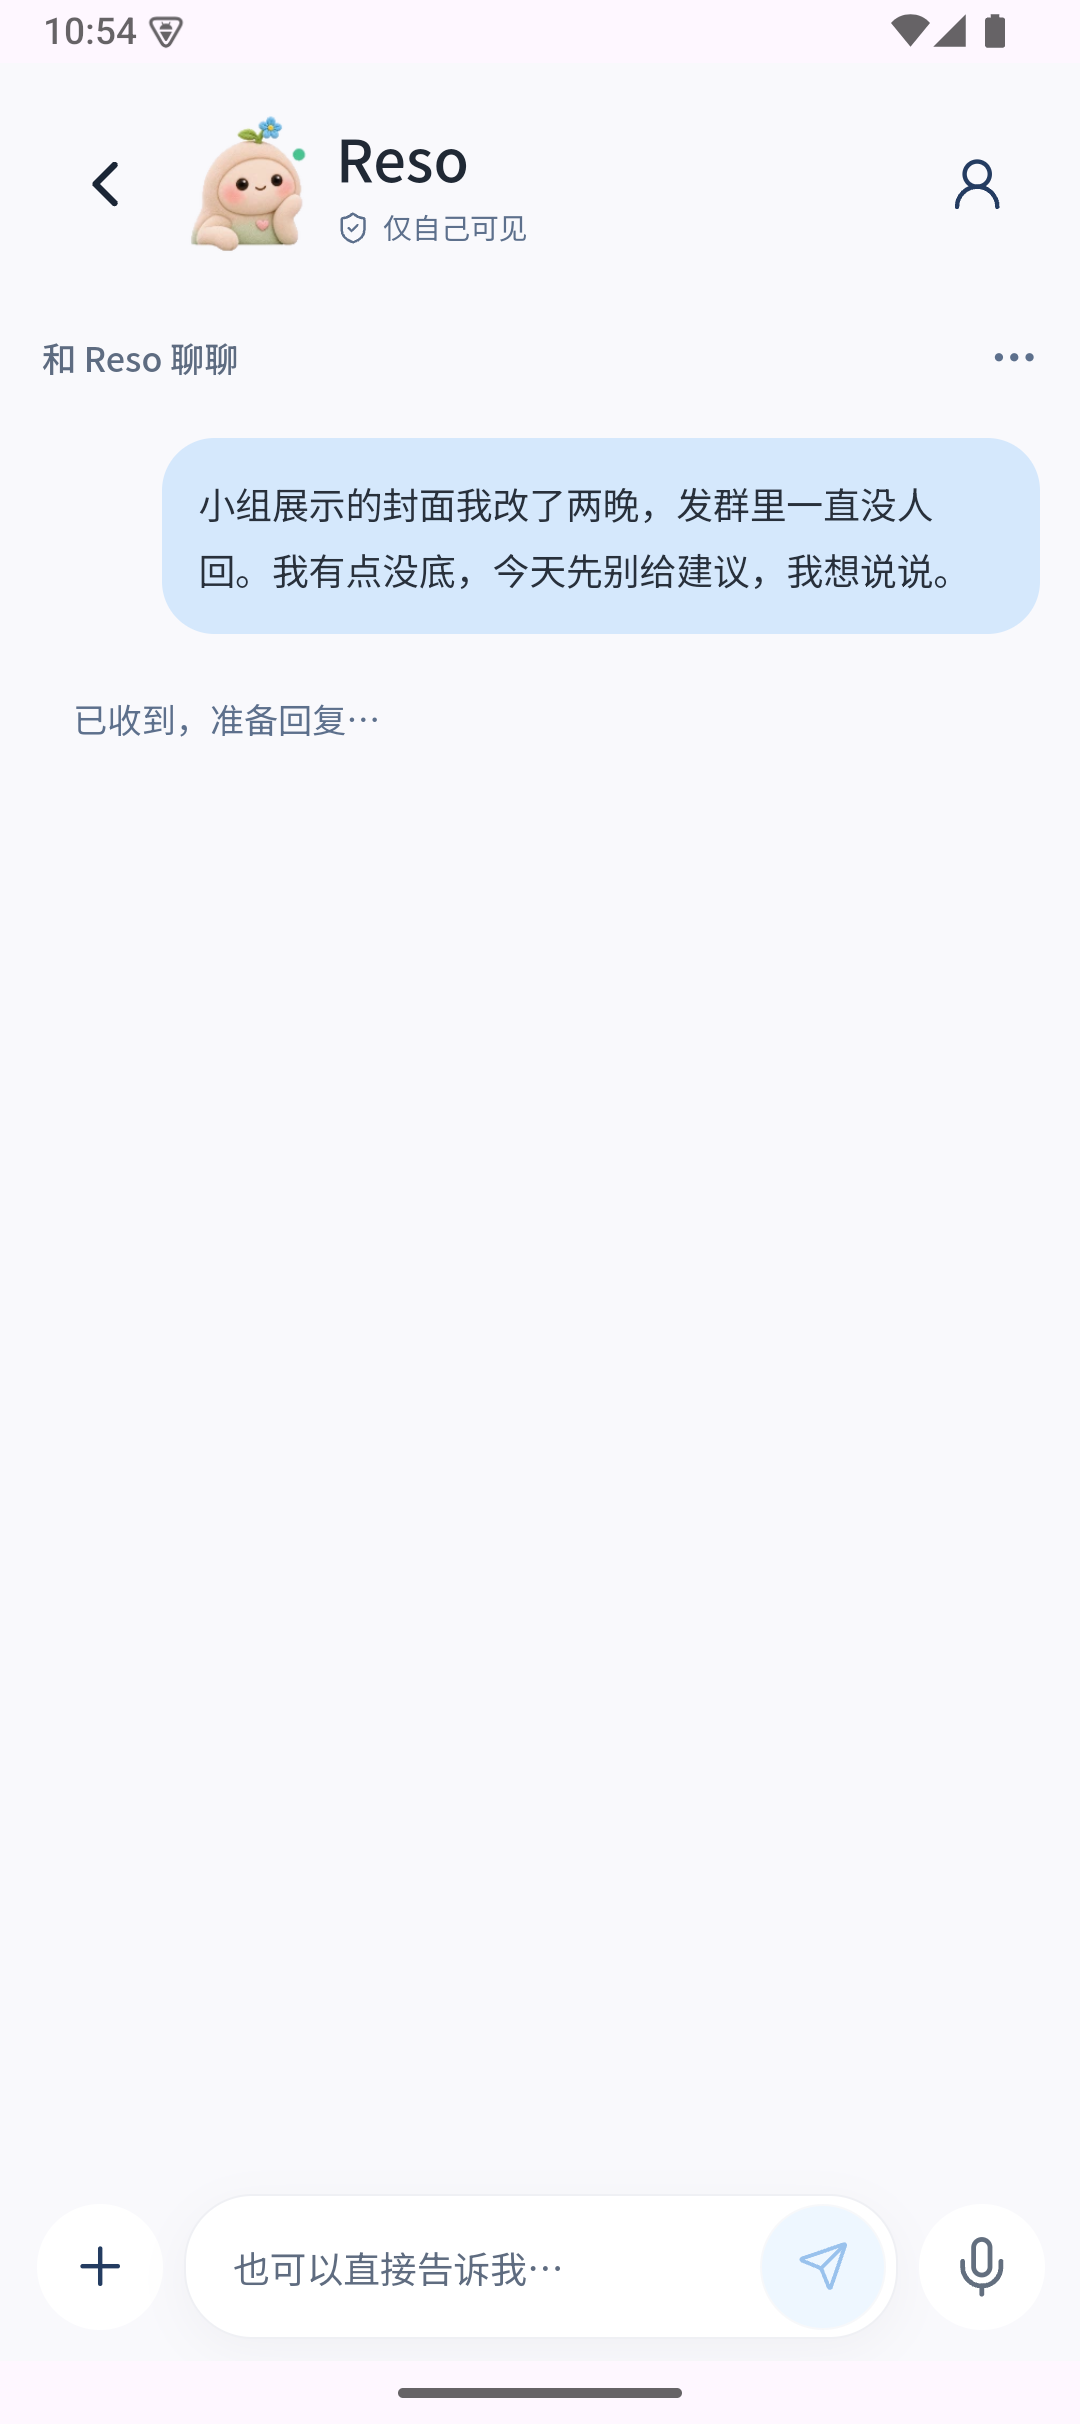 10:54
Reso
仅自己可见
和 Reso 聊聊
小组展示的封面我改了两晚，发群里一直没人
回。我有点没底，今天先别给建议，我想说说。
已收到，准备回复…
也可以直接告诉我…